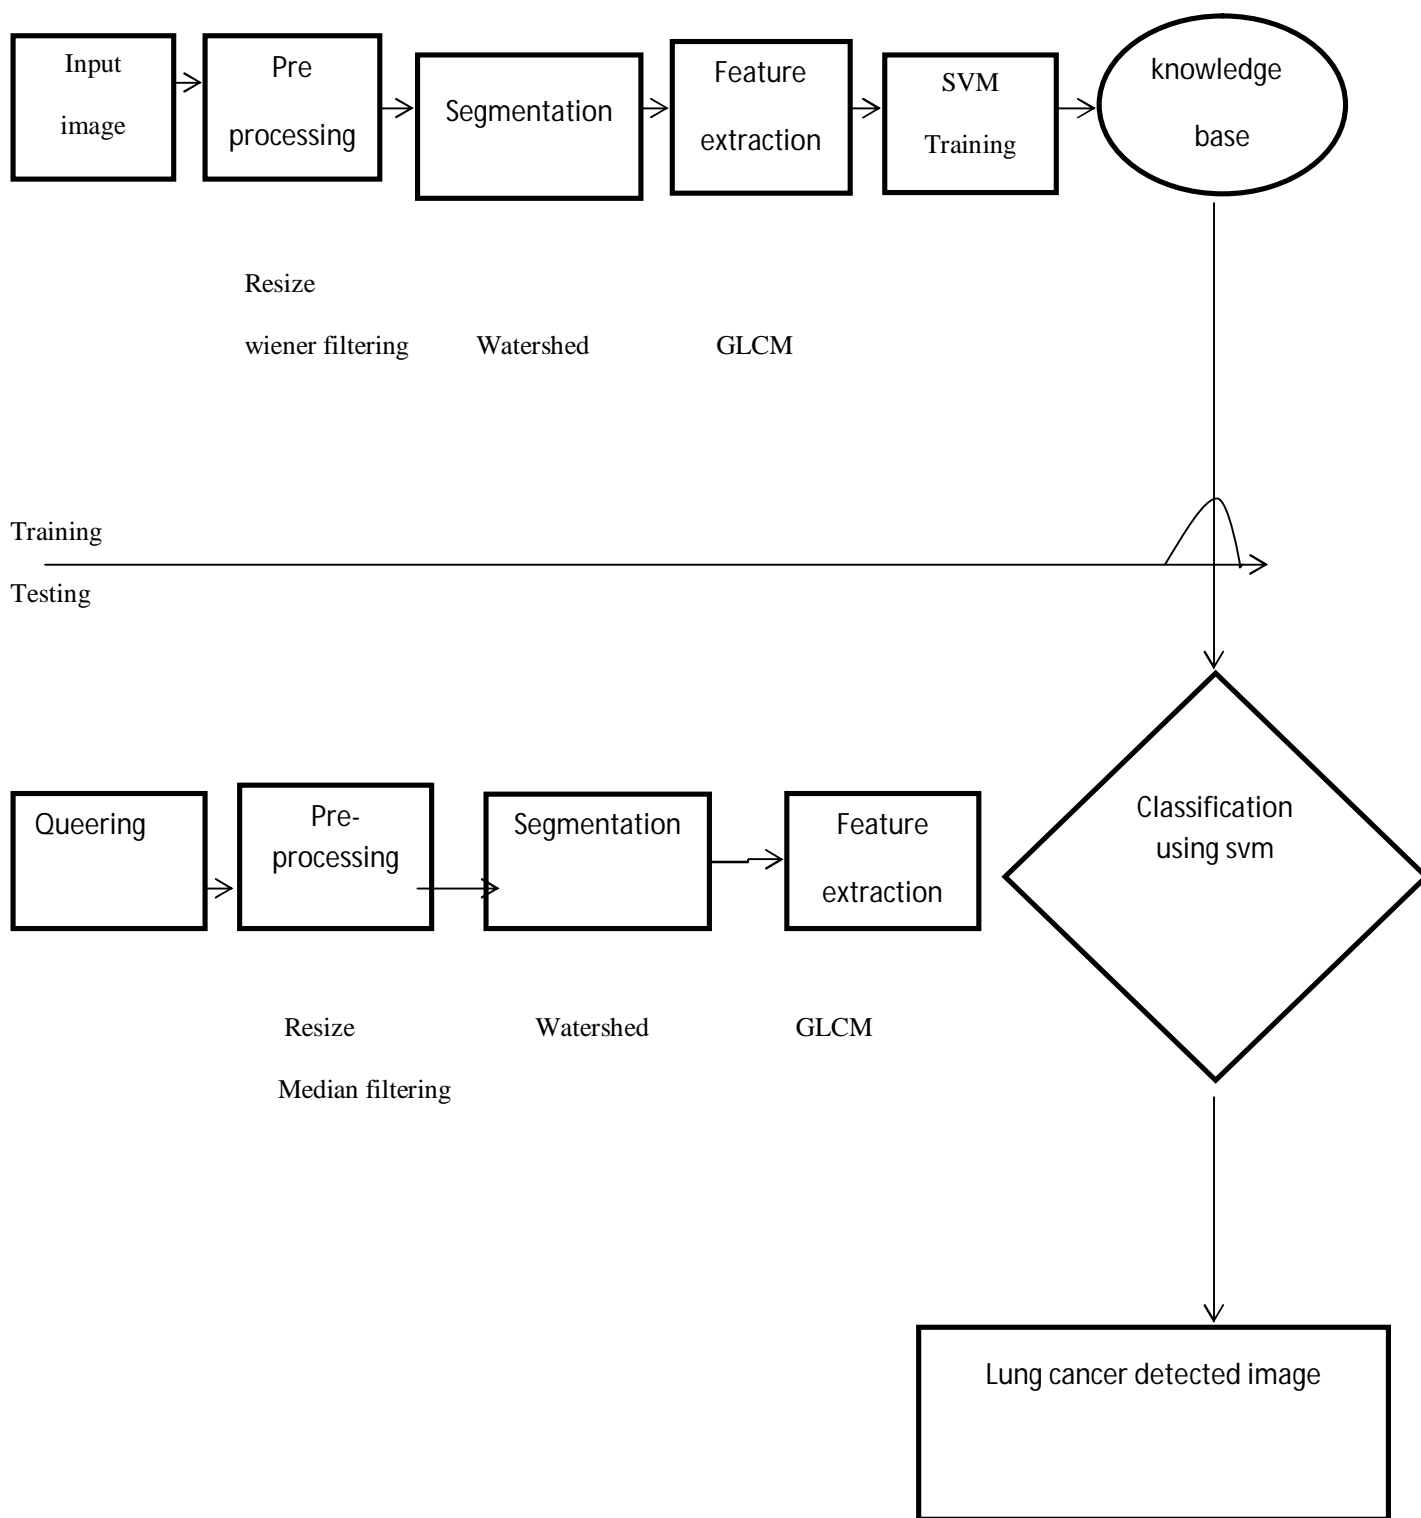 Input
image
Pre
processing
Segmentation
Feature
extraction
SVM
Training
knowledge
base
Resize
wiener filtering
Watershed
GLCM
Training
Testing
Queering
Pre-
processing
Segmentation
Feature
extraction
Classification
using svm
Resize
Median filtering
Watershed
GLCM
Lung cancer detected image